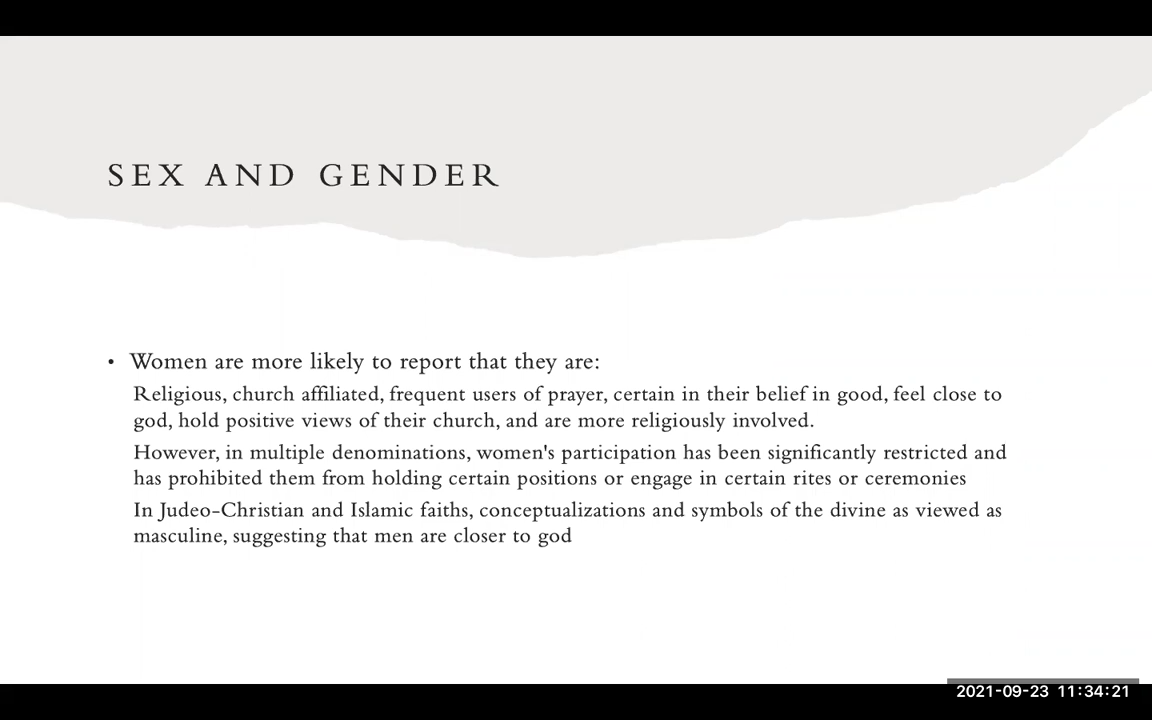 SEX AND GENDER
• Women are more likely to report that they are:
Religious, church affiliated, frequent users of prayer, certain in their belief in good, feel close to
god, hold positive views of their church, and are more religiously involved.
However, in multiple denominations, women's participation has been significantly restricted and
has prohibited them from holding certain positions or engage in certain rites or ceremonies
In Judeo-Christian and Islamic faiths, conceptualizations and symbols of the divine as viewed as
masculine, suggesting that men are closer to god
2021-09-23 11:34:21